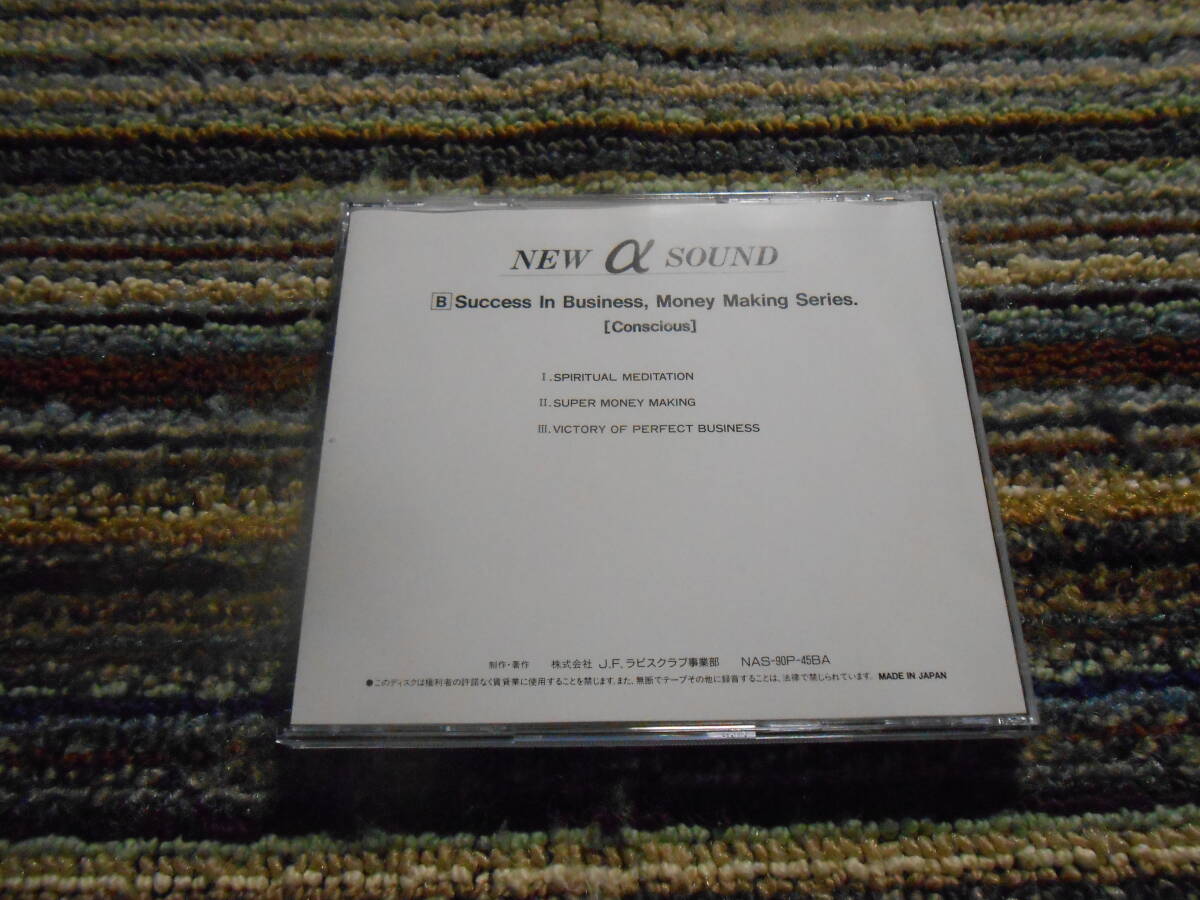 NEW α SOUND
B Success In Business, Money Making Series.
[Conscious]
I. SPIRITUAL MEDITATION
II. SUPER MONEY MAKING
III. VICTORY OF PERFECT BUSINESS
制作・著作 株式会社 J.F.ラピスクラブ事業部 NAS-90P-45BA
●このディスクは権利者の許諾なく賃貸業に使用することを禁じます。また、無断でテープその他に録音することは、法律で禁じられています。 MADE IN JAPAN